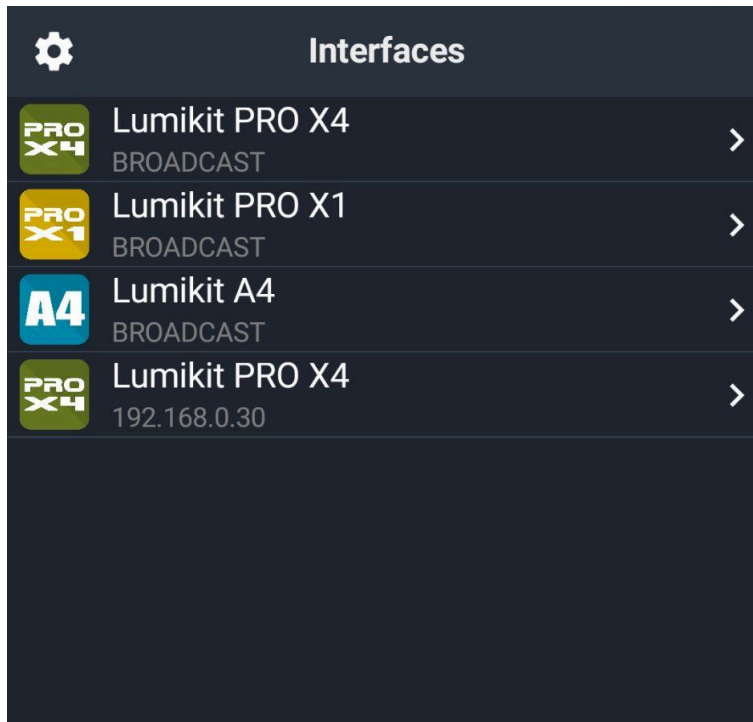 Interfaces
PRO
X4
Lumikit PRO X4
BROADCAST
PRO
X1
Lumikit PRO X1
BROADCAST
A4
Lumikit A4
BROADCAST
PRO
X4
Lumikit PRO X4
192.168.0.30